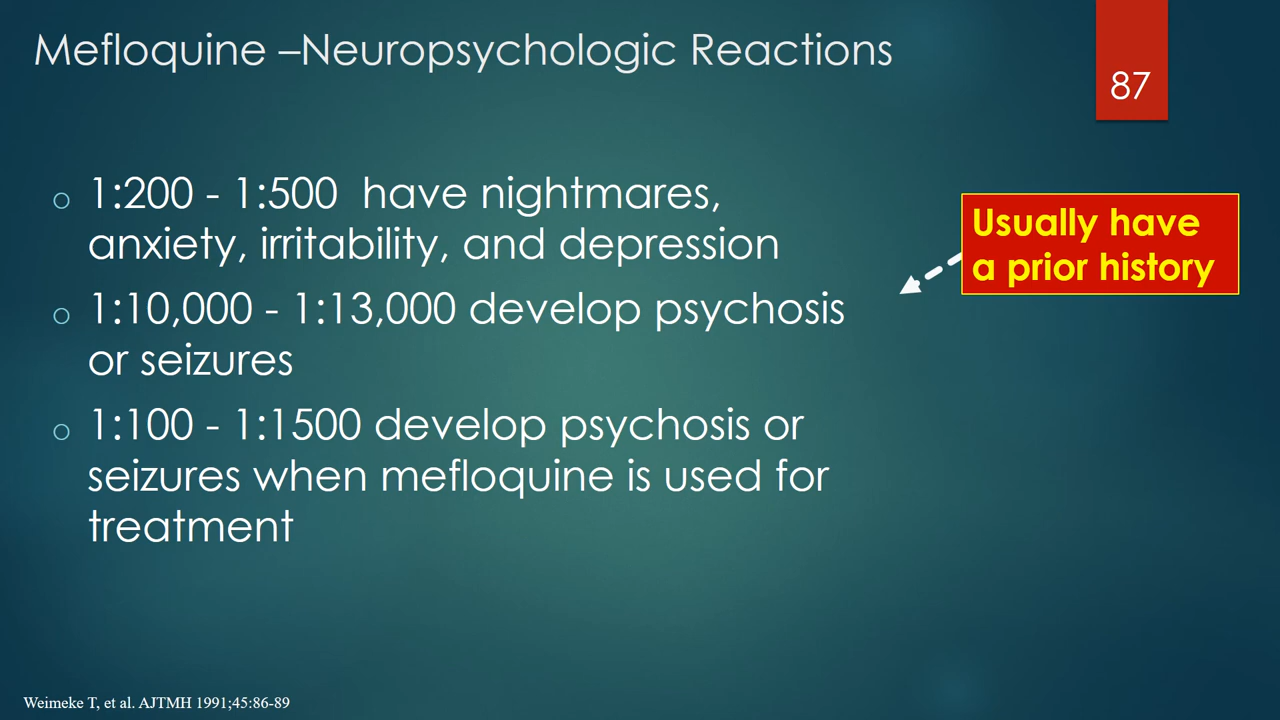 Mefloquine –Neuropsychologic Reactions
87
o 1:200 - 1:500 have nightmares,
anxiety, irritability, and depression
o 1:10,000 - 1:13,000 develop psychosis
or seizures
o 1:100 - 1:1500 develop psychosis or
seizures when mefloquine is used for
treatment
Usually have
a prior history
Weimeke T, et al. AJTMH 1991;45:86-89